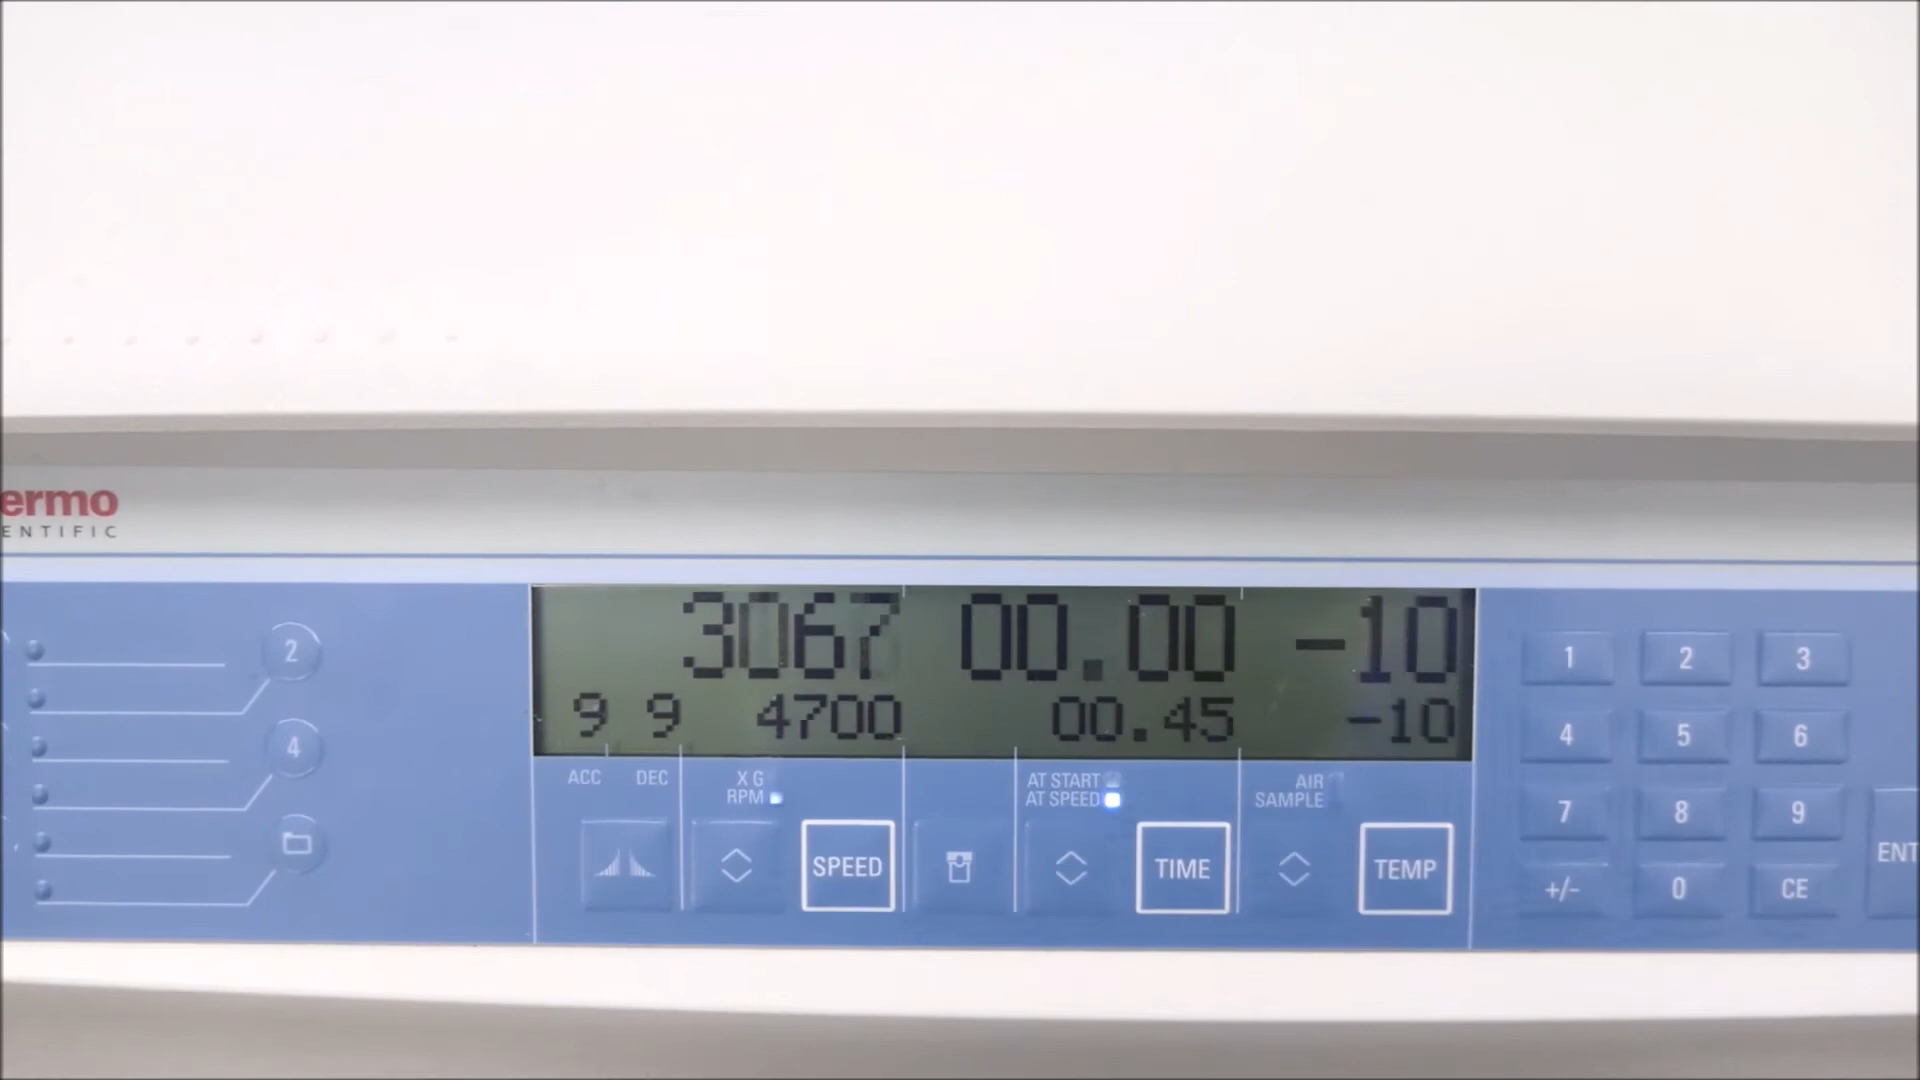 ermo
ENTIFIC
2
4
3067 00.00 -10
9 9 4700 00.45 -10
ACC DEC X G RPM AT START AT SPEED AIR SAMPLE
SPEED TIME TEMP
1 2 3
4 5 6
7 8 9
+/- 0 CE
ENT